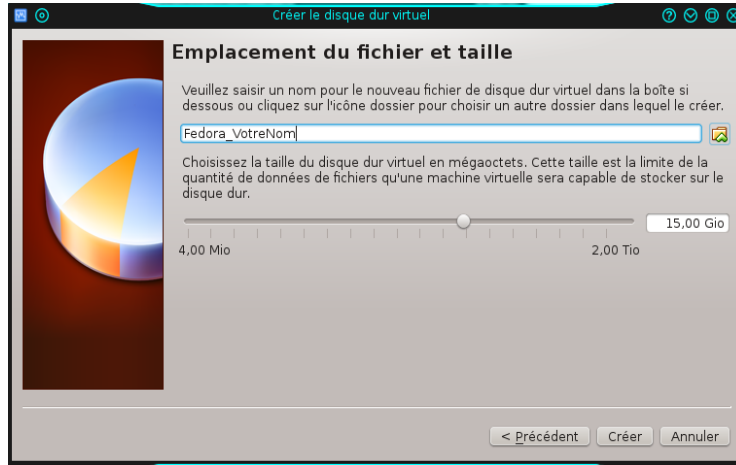 Créer le disque dur virtuel
Emplacement du fichier et taille
Veuillez saisir un nom pour le nouveau fichier de disque dur virtuel dans la boîte si
dessous ou cliquez sur l'icône dossier pour choisir un autre dossier dans lequel le créer.
Fedora_VotreNom
Choisissez la taille du disque dur virtuel en mégaoctets. Cette taille est la limite de la
quantité de données de fichiers qu'une machine virtuelle sera capable de stocker sur le
disque dur.
15,00 Gio
4,00 Mio 2,00 Tio
< Précédent Créer Annuler